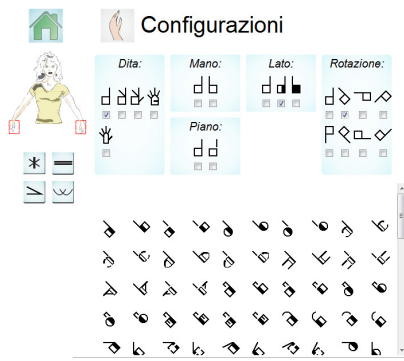 Configurazioni
Dita:
Mano:
Lato:
Rotazione:
Piano: